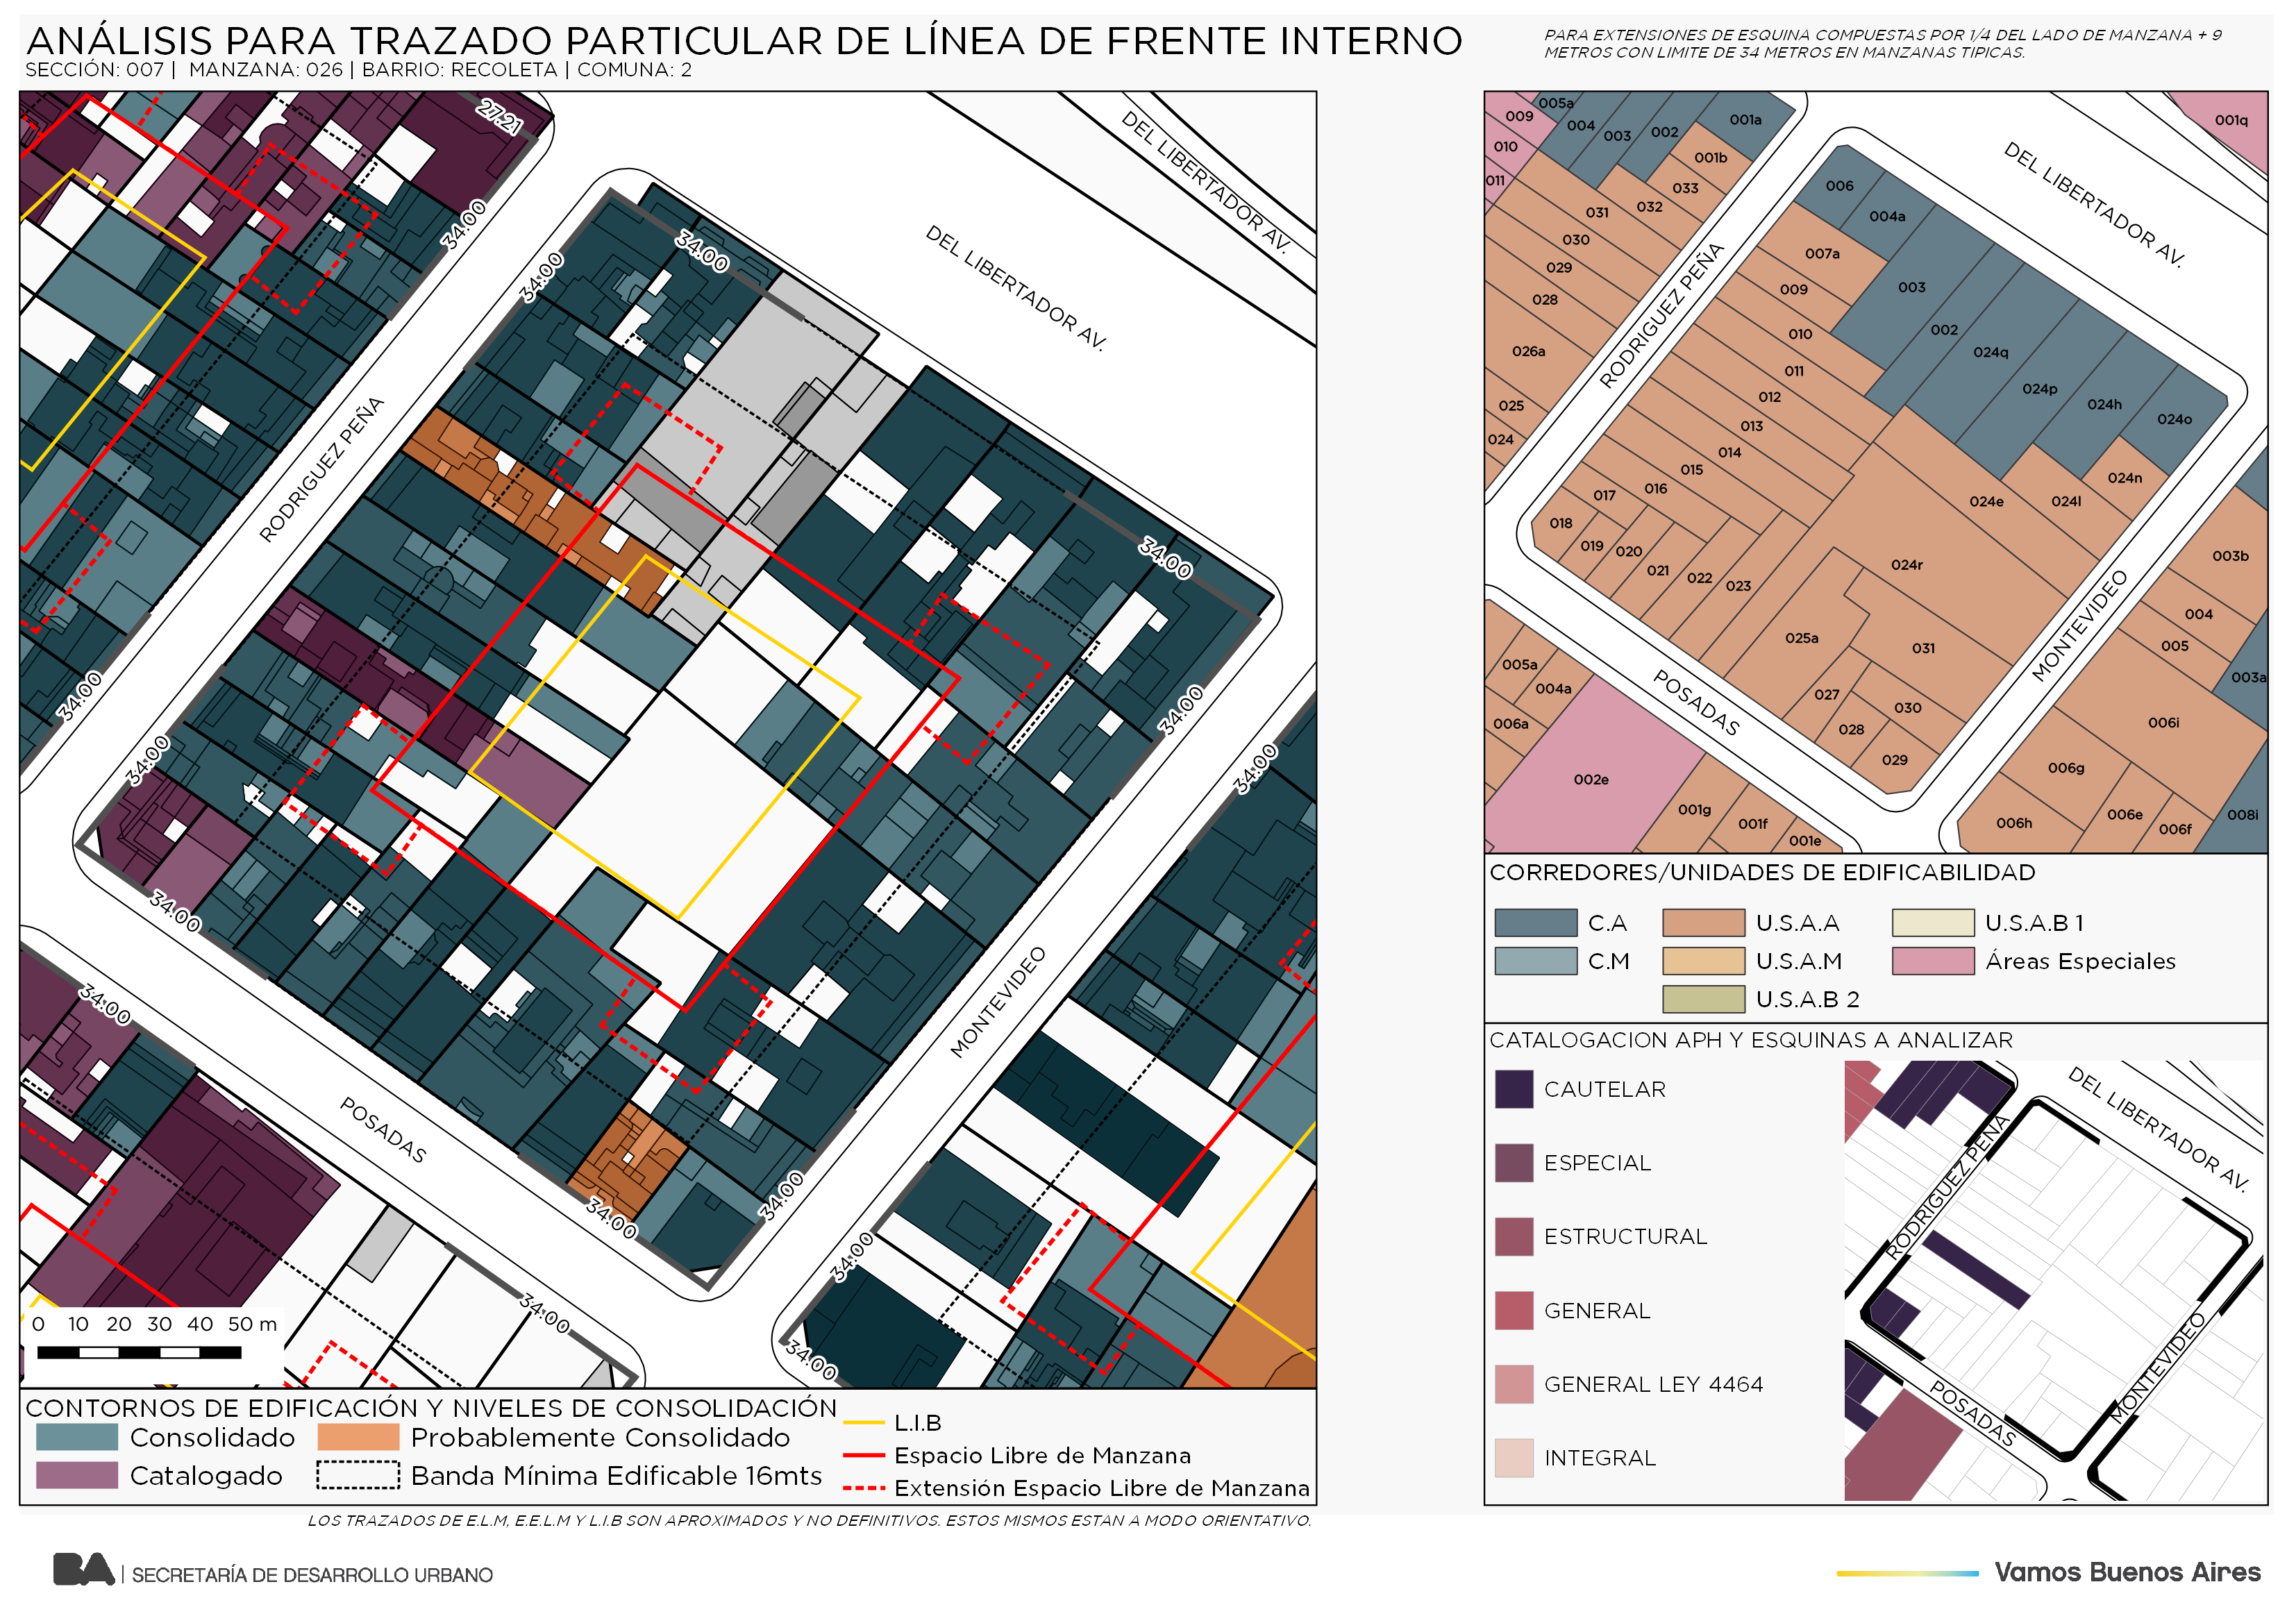 ANÁLISIS PARA TRAZADO PARTICULAR DE LÍNEA DE FRENTE INTERNO
SECCIÓN: 007 | MANZANA: 026 | BARRIO: RECOLETA | COMUNA: 2
PARA EXTENSIONES DE ESQUINA COMPUESTAS POR 1/4 DEL LADO DE MANZANA + 9
METROS CON LIMITE DE 34 METROS EN MANZANAS TIPICAS.
27.21
34.00
34.00
34.00
DEL LIBERTADOR AV.
DEL LIBERTADOR AV.
RODRIGUEZ PEÑA
34.00
34.00
34.00
34.00
34.00
34.00
34.00
MONTEVIDEO
POSADAS
34.00
34.00
34.00
34.00
34.00
34.00
0 10 20 30 40 50 m
005a
009
004
003
002
001a
001q
010
001b
011
033
032
031
030
029
028
026a
025
024
DEL LIBERTADOR AV.
006
004a
007a
009
003
010
002
011
024q
012
024p
013
024h
014
024o
015
016
017
018
019
020
021
022
023
024e
024l
024n
024r
025a
031
027
030
028
029
RODRIGUEZ PEÑA
MONTEVIDEO
POSADAS
003b
004
005
003a
006i
006g
006h
006e
006f
008i
005a
004a
006a
002e
001g
001f
001e
CORREDORES/UNIDADES DE EDIFICABILIDAD
C.A
U.S.A.A
U.S.A.B 1
C.M
U.S.A.M
Áreas Especiales
U.S.A.B 2
CATALOGACION APH Y ESQUINAS A ANALIZAR
CAUTELAR
ESPECIAL
ESTRUCTURAL
GENERAL
GENERAL LEY 4464
INTEGRAL
DEL LIBERTADOR AV.
RODRIGUEZ PEÑA
MONTEVIDEO
POSADAS
CONTORNOS DE EDIFICACIÓN Y NIVELES DE CONSOLIDACIÓN
Consolidado
Probablemente Consolidado
Catalogado
Banda Mínima Edificable 16mts
L.I.B
Espacio Libre de Manzana
Extensión Espacio Libre de Manzana
LOS TRAZADOS DE E.L.M, E.E.L.M Y L.I.B SON APROXIMADOS Y NO DEFINITIVOS. ESTOS MISMOS ESTAN A MODO ORIENTATIVO.
BA | SECRETARÍA DE DESARROLLO URBANO
Vamos Buenos Aires